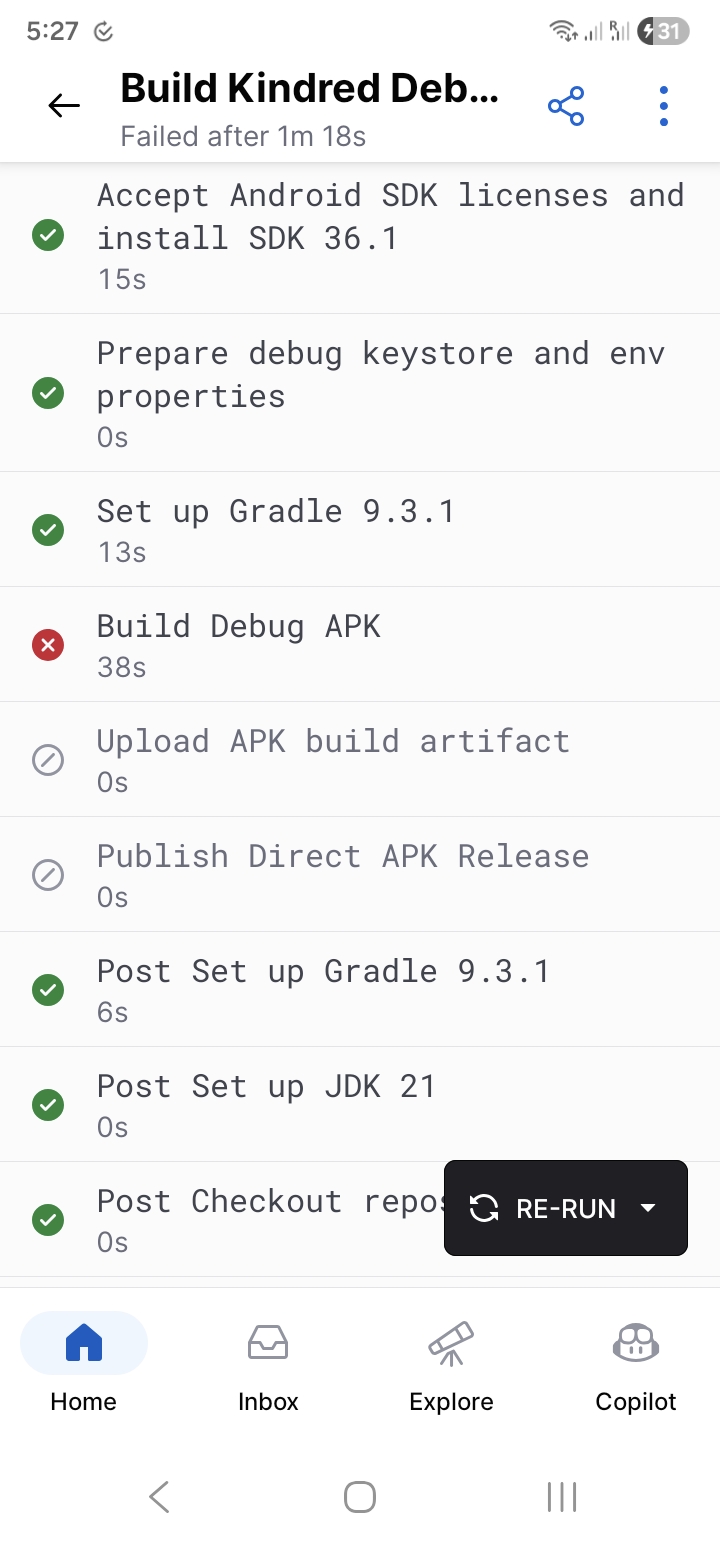 5:27
R
31
Build Kindred Deb...
Failed after 1m 18s
Accept Android SDK licenses and
install SDK 36.1
15s
Prepare debug keystore and env
properties
0s
Set up Gradle 9.3.1
13s
Build Debug APK
38s
Upload APK build artifact
0s
Publish Direct APK Release
0s
Post Set up Gradle 9.3.1
6s
Post Set up JDK 21
0s
Post Checkout repos
0s
RE-RUN
Home
Inbox
Explore
Copilot